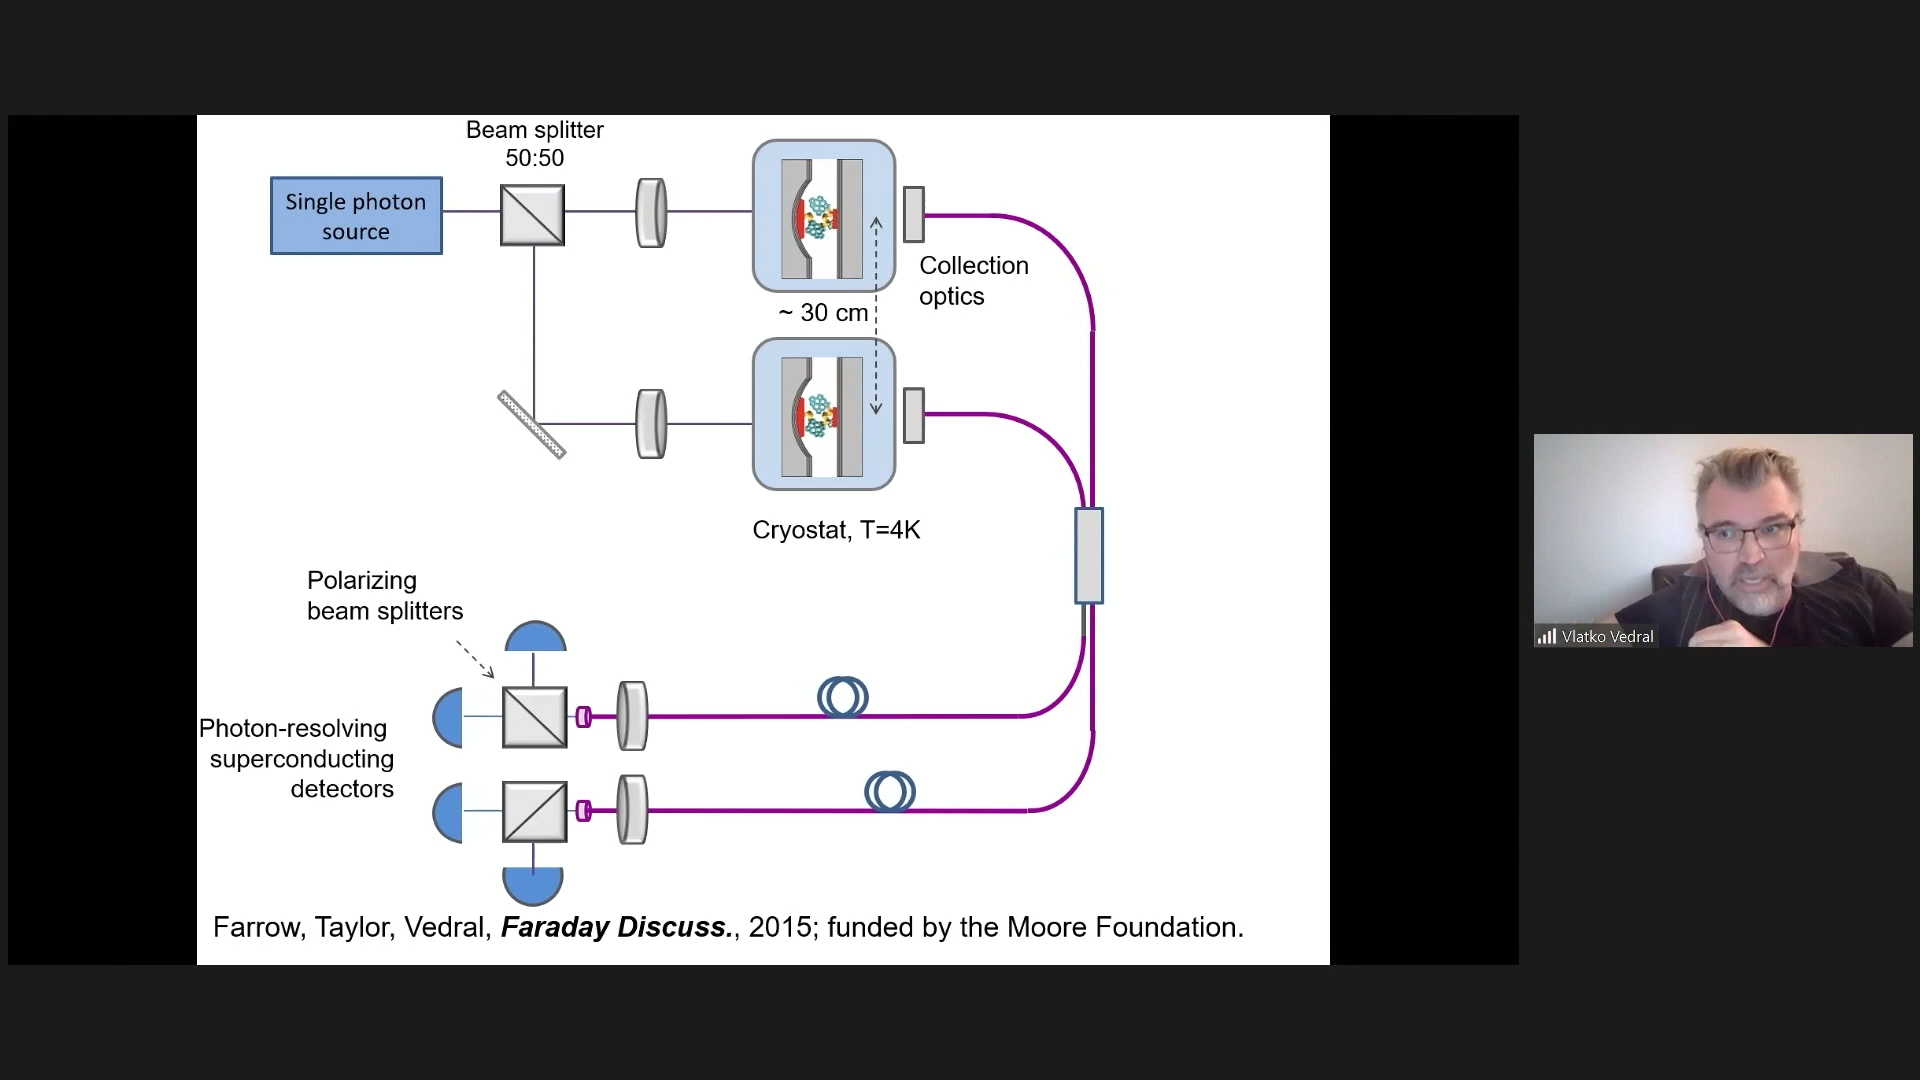 Beam splitter
50:50
Single photon
source
Collection
optics
~ 30 cm
Cryostat, T=4K
Polarizing
beam splitters
Photon-resolving
superconducting
detectors
Farrow, Taylor, Vedral, Faraday Discuss., 2015; funded by the Moore Foundation.
Vlatko Vedral